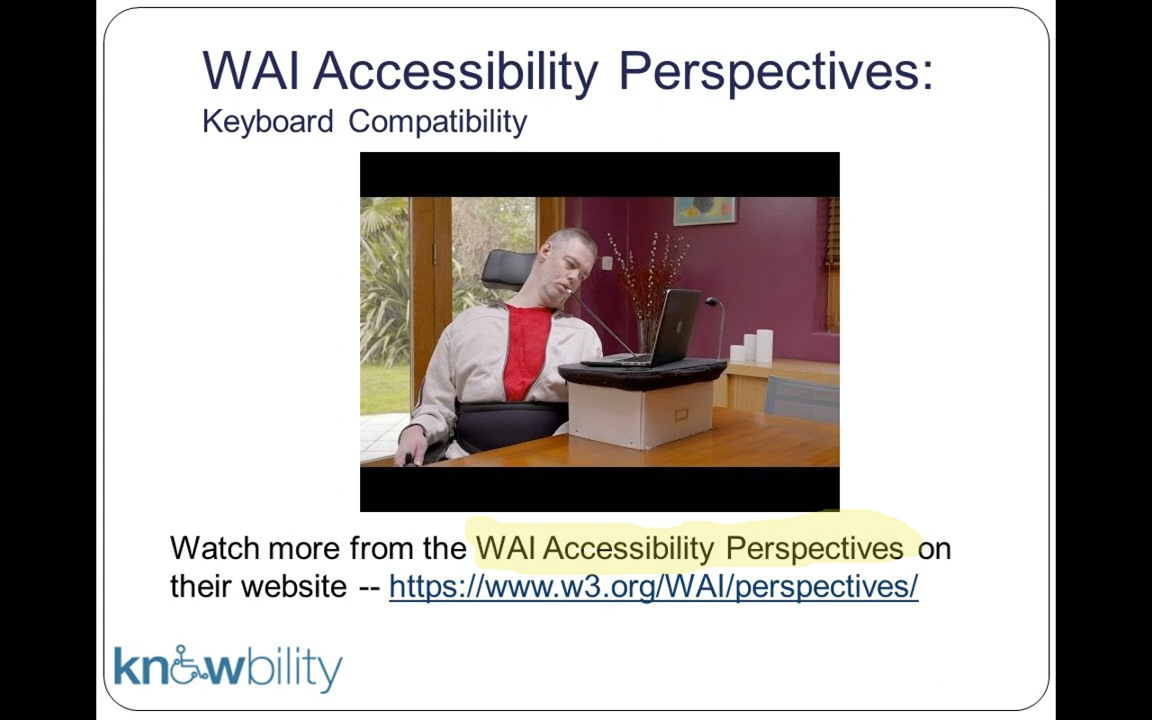 WAI Accessibility Perspectives:
Keyboard Compatibility
Watch more from the WAI Accessibility Perspectives on
their website -- https://www.w3.org/WAI/perspectives/
knowbility